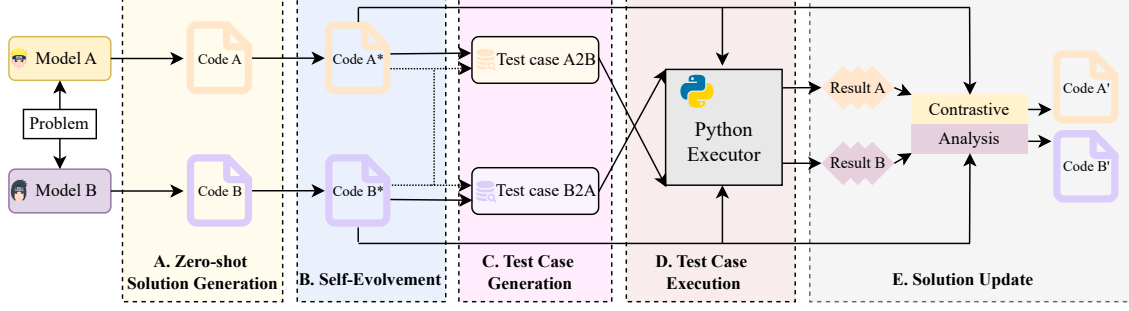 Model A
Problem
Model B
Code A
Code B
A. Zero-shot
Solution Generation
Code A*
Code B*
B. Self-Evolvement
Test case A2B
Test case B2A
C. Test Case
Generation
Python
Executor
D. Test Case
Execution
Result A
Result B
Contrastive
Analysis
Code A'
Code B'
E. Solution Update